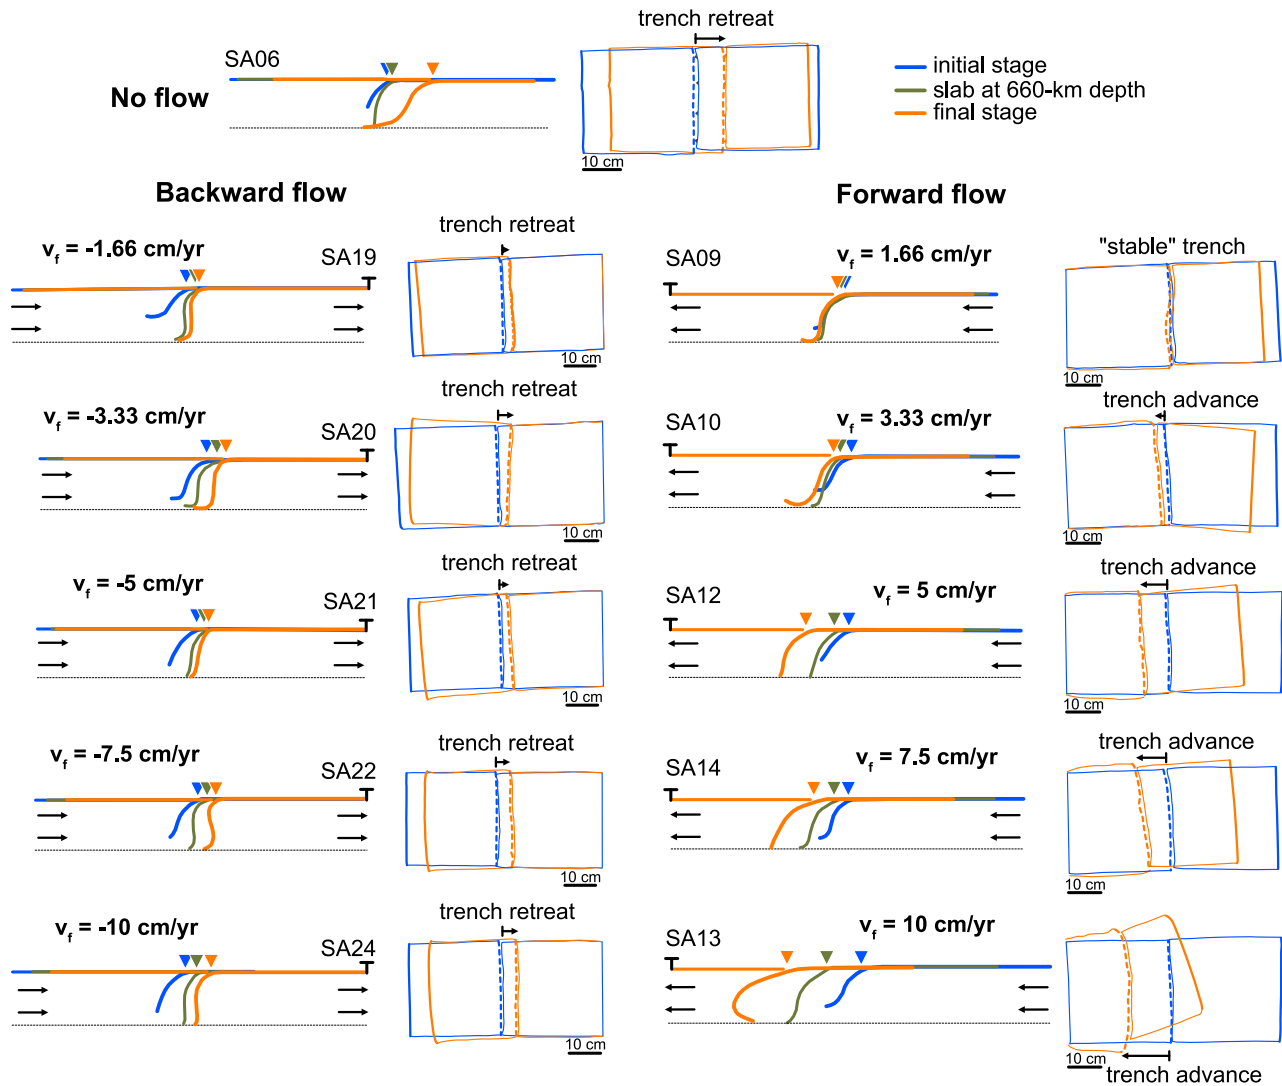 trench retreat
SA06
No flow
10 cm
initial stage
slab at 660-km depth
final stage
Backward flow
Forward flow
vf = -1.66 cm/yr
SA19
trench retreat
10 cm
SA09
vf = 1.66 cm/yr
"stable" trench
10 cm
vf = -3.33 cm/yr
SA20
trench retreat
10 cm
SA10
vf = 3.33 cm/yr
trench advance
10 cm
vf = -5 cm/yr
SA21
trench retreat
10 cm
SA12
vf = 5 cm/yr
trench advance
10 cm
vf = -7.5 cm/yr
SA22
trench retreat
10 cm
SA14
vf = 7.5 cm/yr
trench advance
10 cm
vf = -10 cm/yr
SA24
trench retreat
10 cm
SA13
vf = 10 cm/yr
10 cm
trench advance